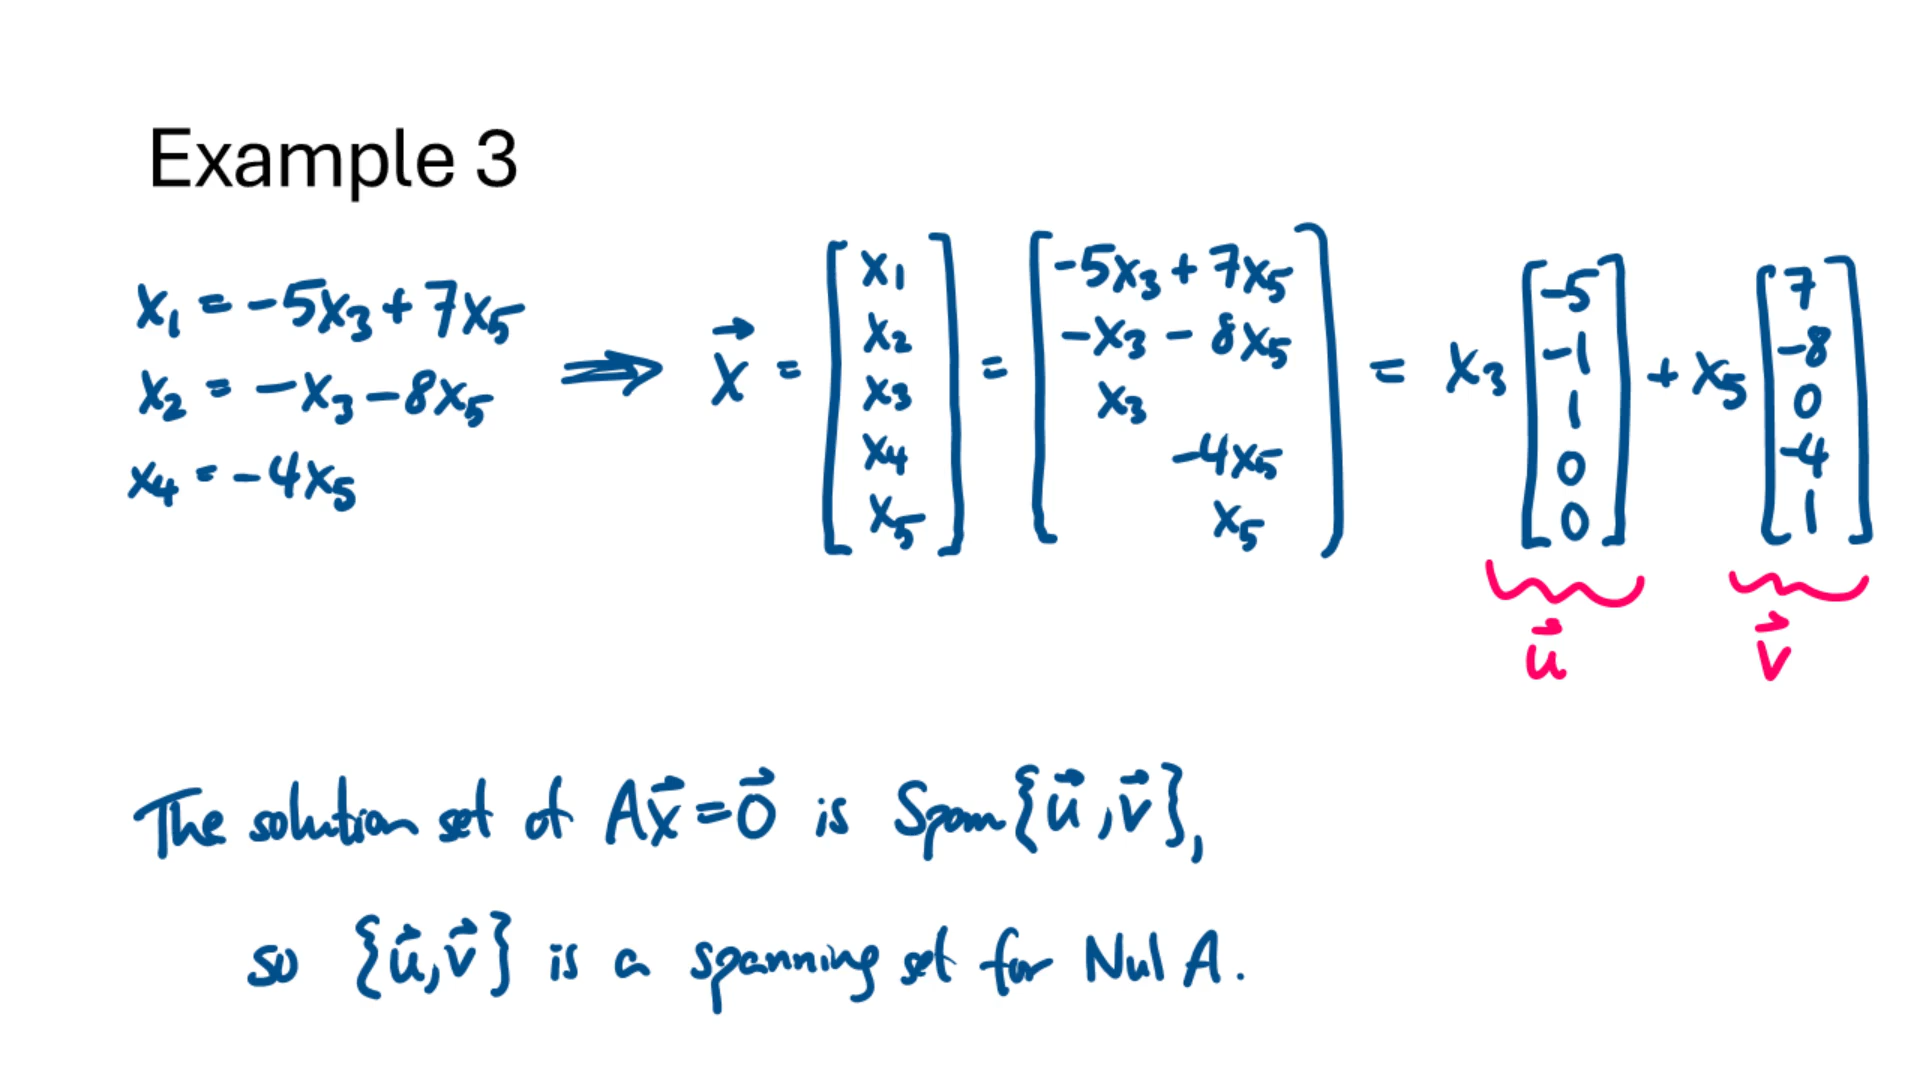 Example 3
x₁ = -5x₃ + 7x₅
x₂ = -x₃ - 8x₅
x₄ = -4x₅
⟹ x⃗ = [x₁ x₂ x₃ x₄ x₅] = [-5x₃ + 7x₅ -x₃ - 8x₅ x₃ -4x₅ x₅] = x₃ [-5 -1 1 0 0] + x₅ [7 -8 0 -4 1]
u⃗ v⃗
The solution set of Ax⃗ = 0⃗ is Span{u⃗, v⃗},
so {u⃗, v⃗} is a spanning set for Nul A.